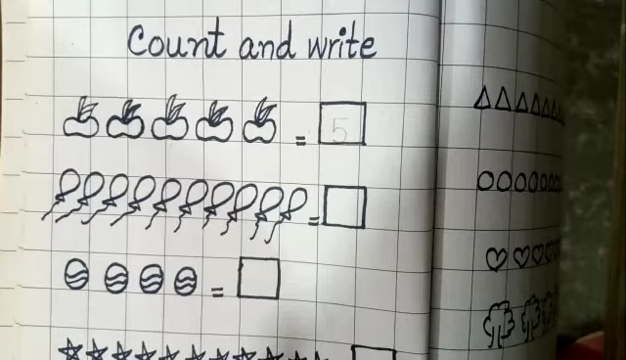 Count and write
= 5
=
=